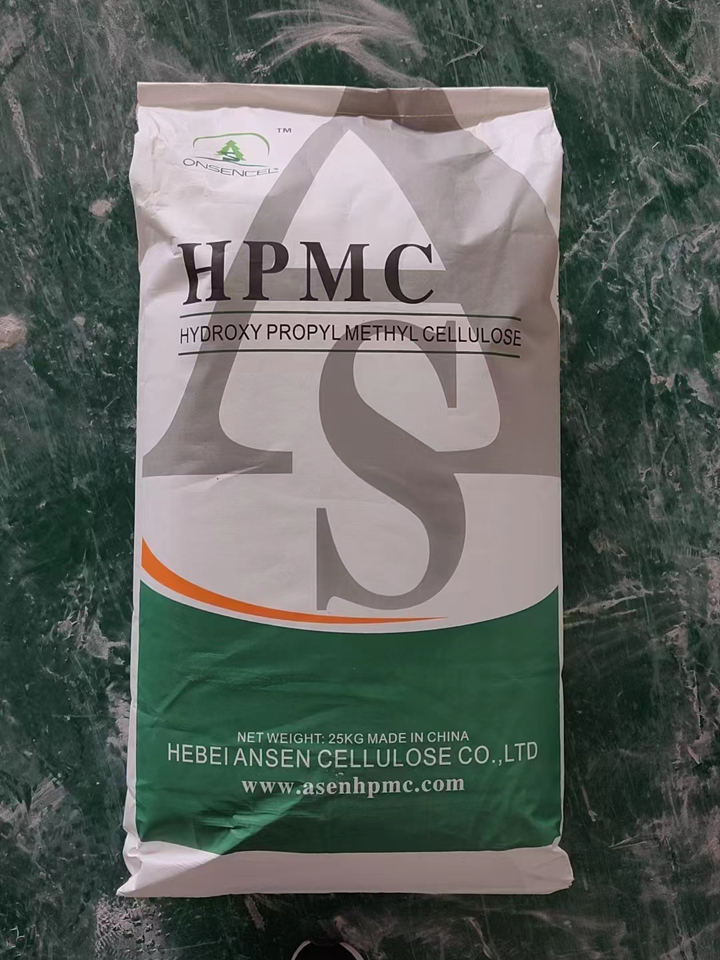 ™
ONSENCEL
HPMC
HYDROXY PROPYL METHYL CELLULOSE
AS
NET WEIGHT: 25KG MADE IN CHINA
HEBEI ANSEN CELLULOSE CO.,LTD
www.asenhpmc.com